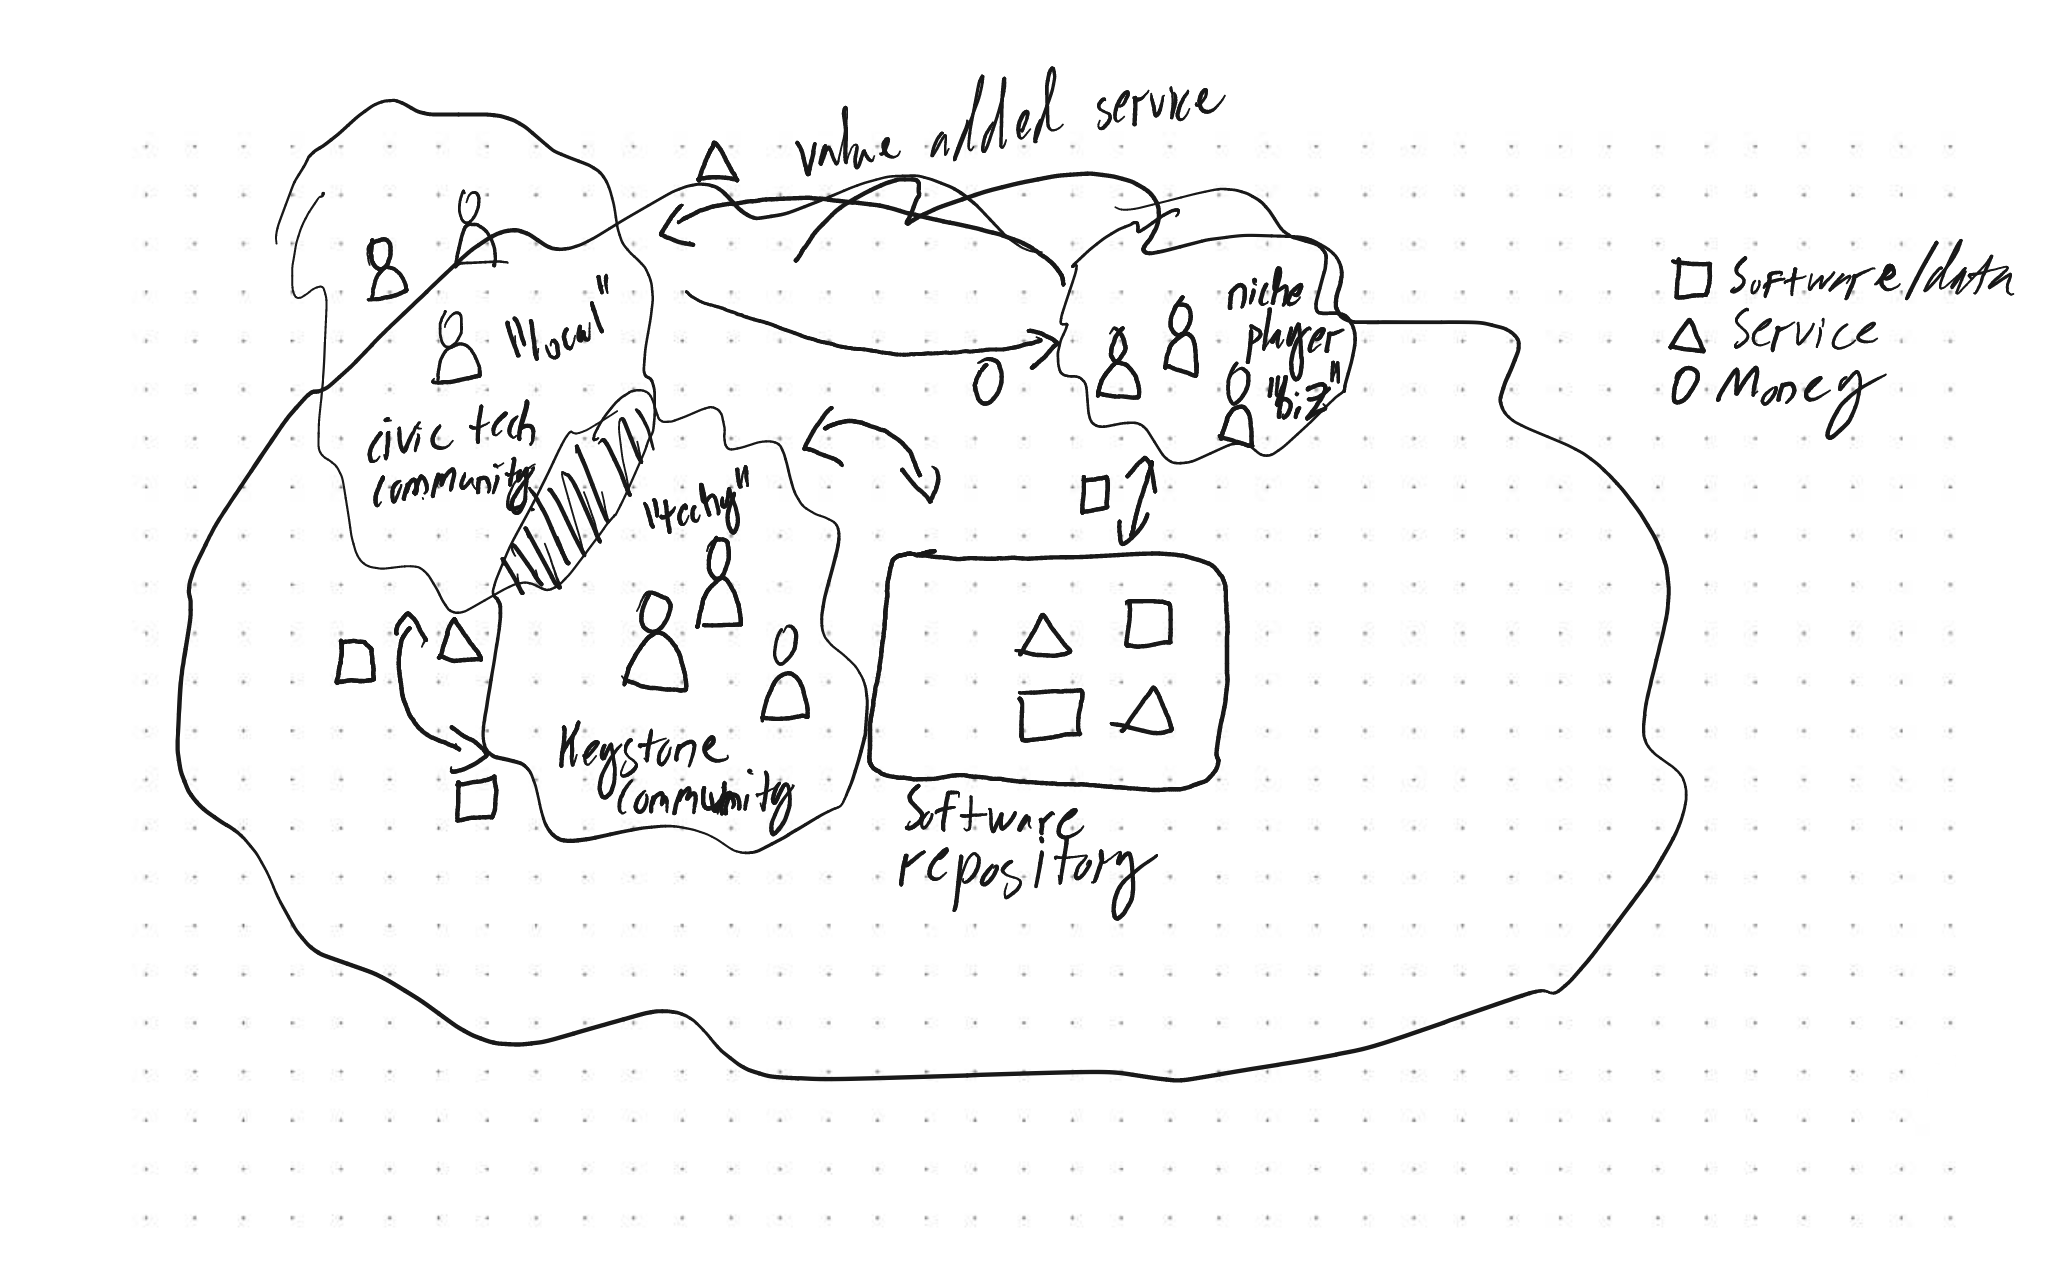 value added service
"local"
civic tech
community
"techy"
Keystone
community
niche
player
"biz"
Software
repository
Software/data
Service
Money